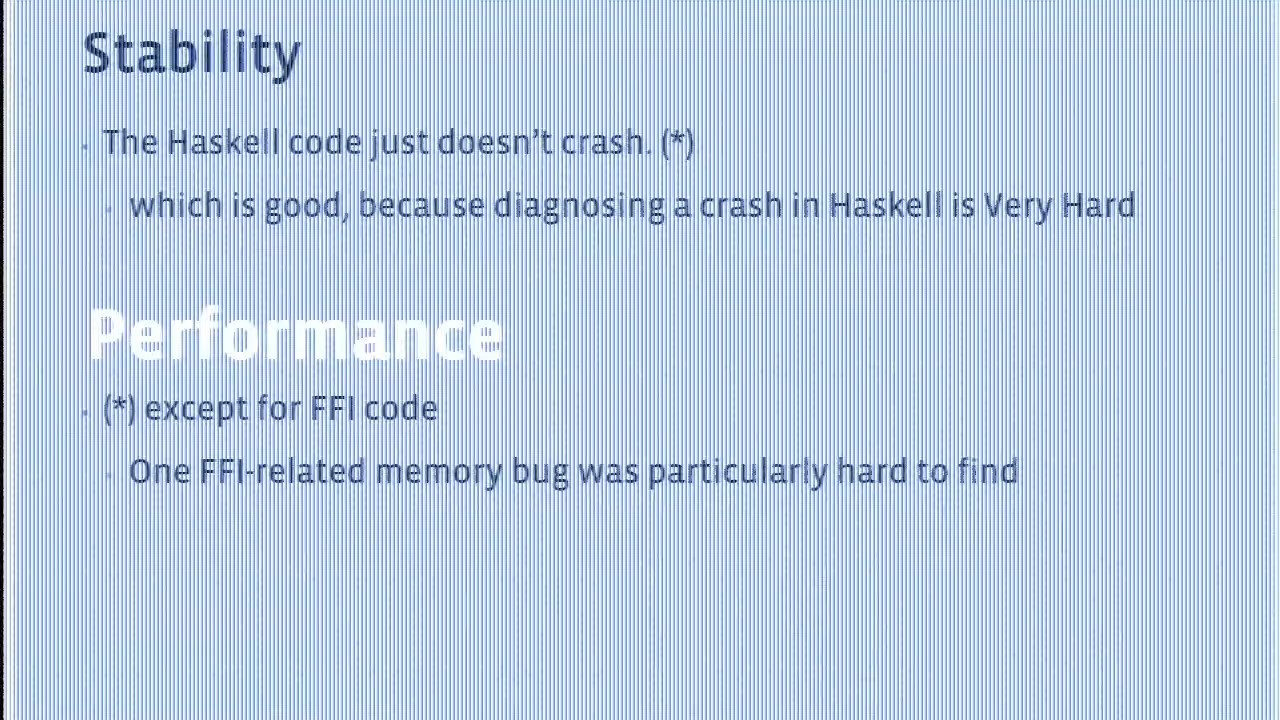 Stability
The Haskell code just doesn’t crash. (*)
which is good, because diagnosing a crash in Haskell is Very Hard
Performance
(*) except for FFI code
One FFI-related memory bug was particularly hard to find